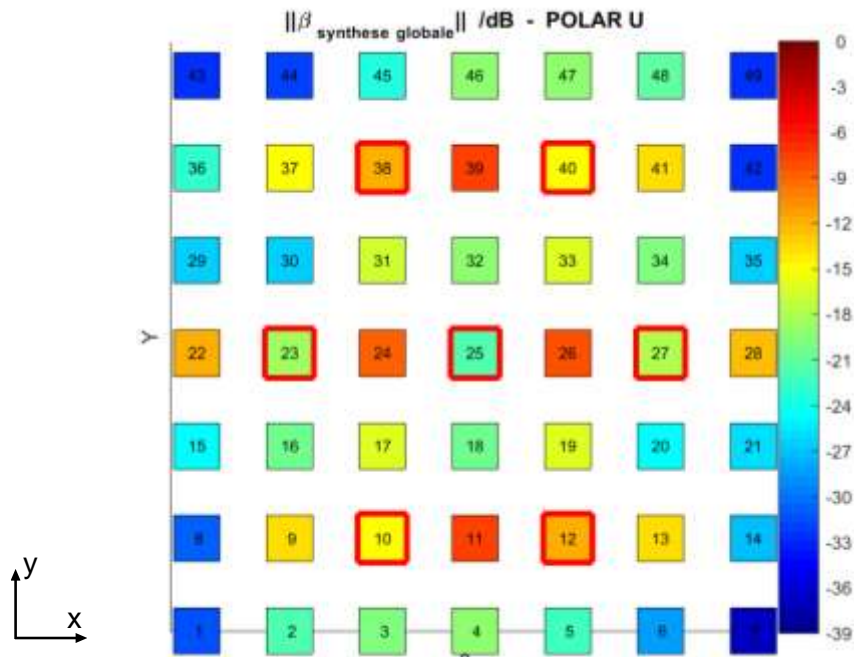 ||β synthese globale|| /dB - POLAR U
43 44 45 46 47 48 49
36 37 38 39 40 41 42
29 30 31 32 33 34 35
22 23 24 25 26 27 28
15 16 17 18 19 20 21
8 9 10 11 12 13 14
1 2 3 4 5 6
Y
0
-3
-6
-9
-12
-15
-18
-21
-24
-27
-30
-33
-36
-39
y
x